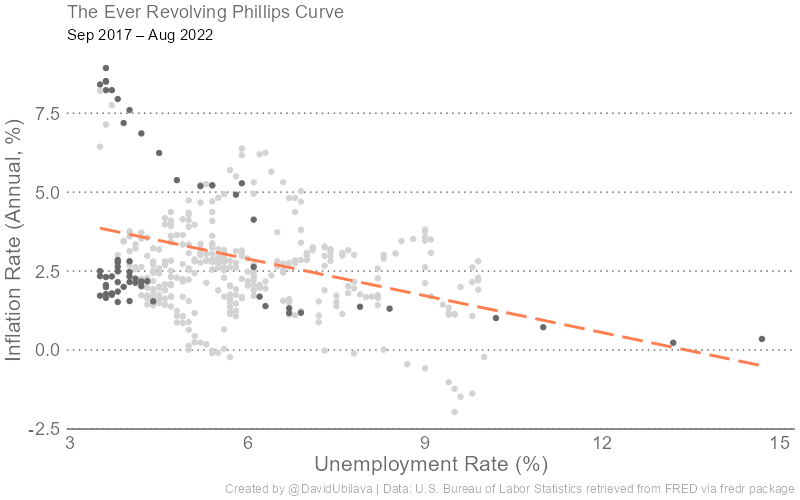 The Ever Revolving Phillips Curve
Sep 2017 – Aug 2022
Inflation Rate (Annual, %)
7.5
5.0
2.5
0.0
-2.5
3 6 9 12 15
Unemployment Rate (%)
Created by @DavidUbilava | Data: U.S. Bureau of Labor Statistics retrieved from FRED via fredr package